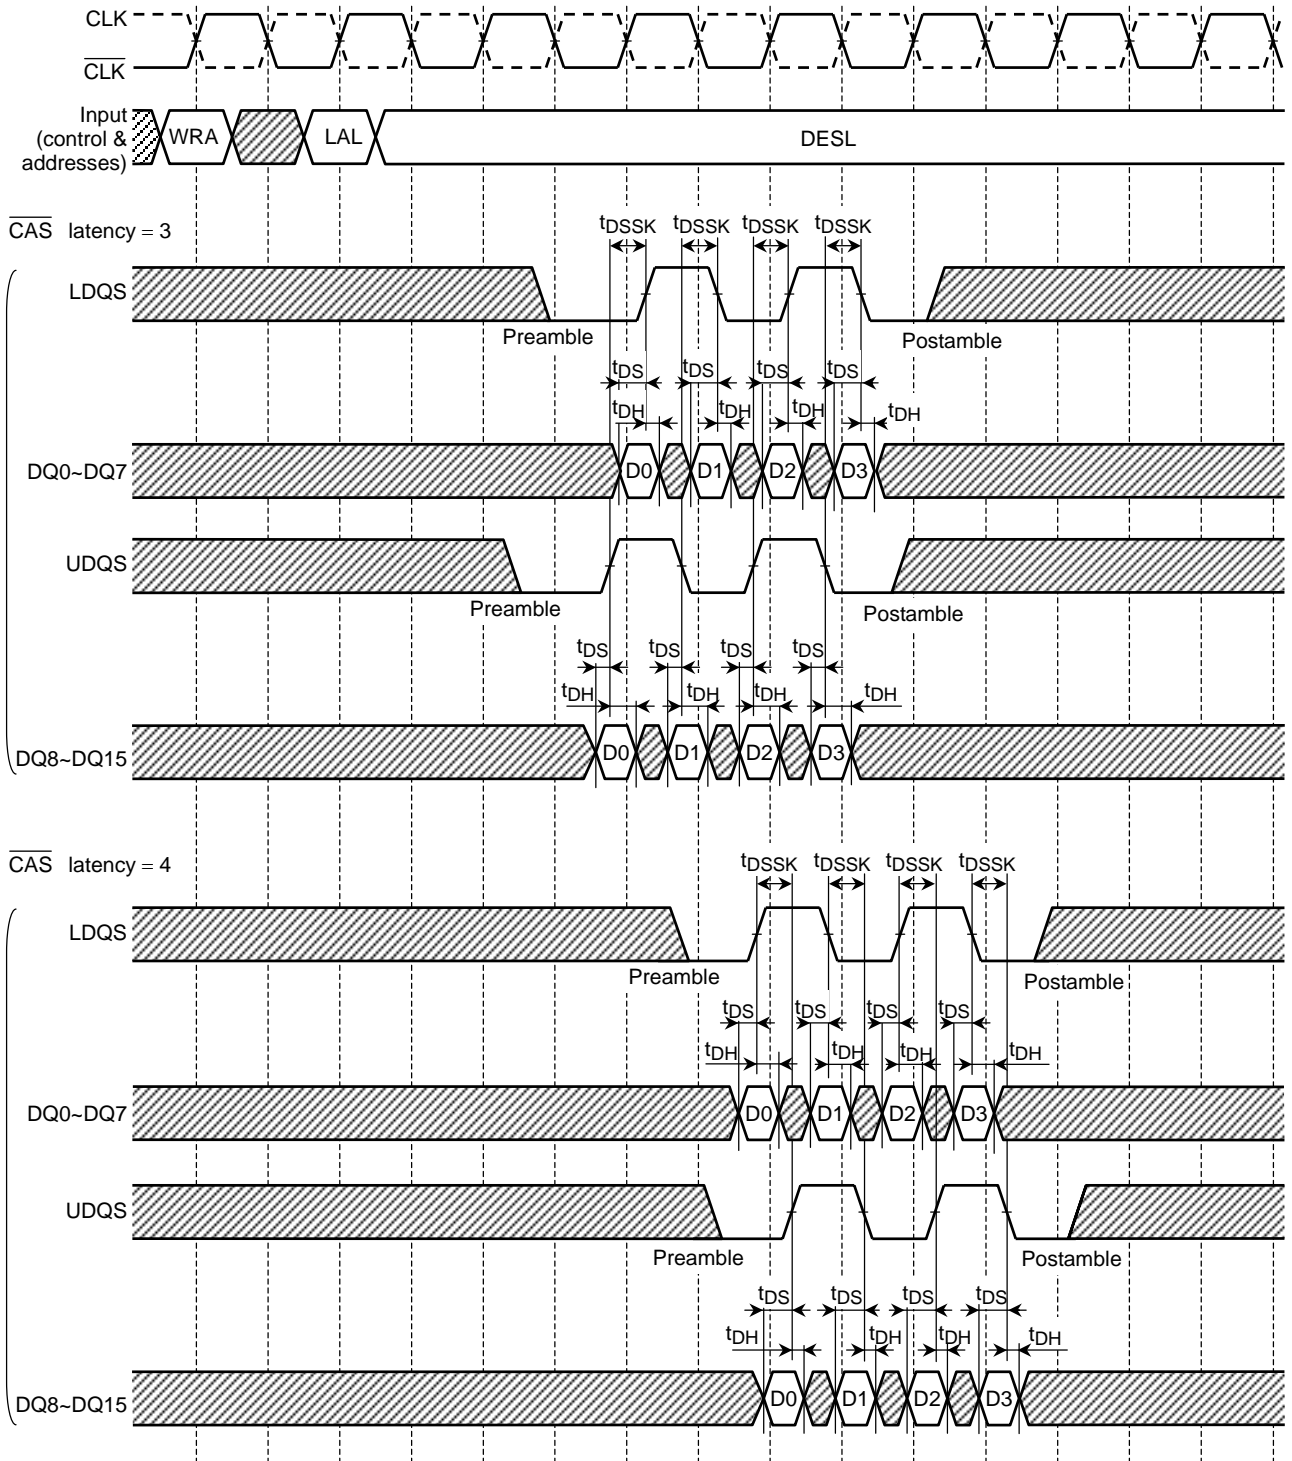 CLK
CLK
Input
(control &
addresses)
WRA
LAL
DESL
CAS latency = 3
tDSSK tDSSK tDSSK tDSSK
LDQS
Preamble
Postamble
tDS tDS tDS tDS
tDH tDH tDH tDH
DQ0~DQ7
D0 D1 D2 D3
UDQS
Preamble
Postamble
tDS tDS tDS tDS
tDH tDH tDH tDH
DQ8~DQ15
D0 D1 D2 D3
CAS latency = 4
tDSSK tDSSK tDSSK tDSSK
LDQS
Preamble
Postamble
tDS tDS tDS tDS
tDH tDH tDH tDH
DQ0~DQ7
D0 D1 D2 D3
UDQS
Preamble
Postamble
tDS tDS tDS tDS
tDH tDH tDH tDH
DQ8~DQ15
D0 D1 D2 D3